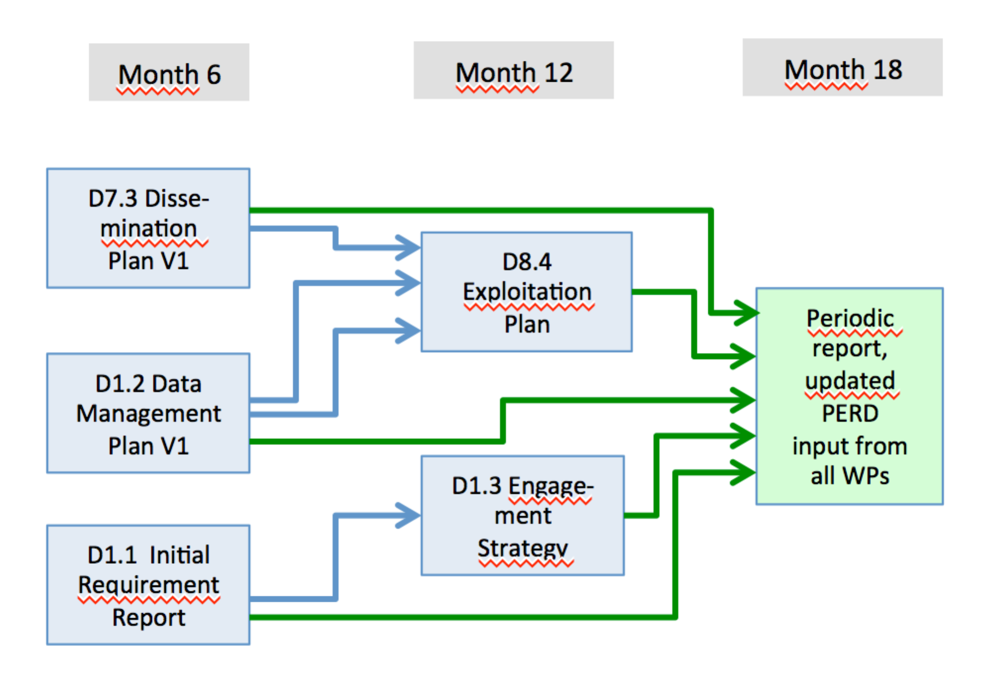 Month 6
Month 12
Month 18
D7.3 Disse-
mination
Plan V1
D1.2 Data
Management
Plan V1
D1.1 Initial
Requirement
Report
D8.4
Exploitation
Plan
D1.3 Engage-
ment
Strategy
Periodic
report,
updated
PERD
input from
all WPs